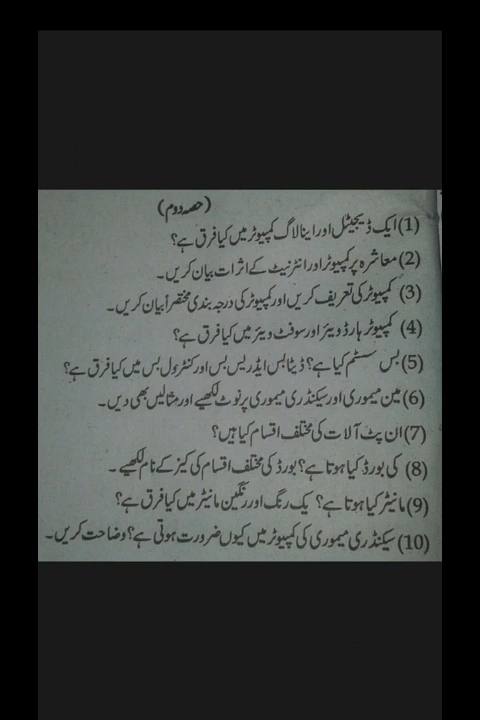 (حصہ دوم)
(1) ایک ڈیجیٹل اور اینالاگ کمپیوٹر میں کیا فرق ہے؟
(2) معاشرہ پر کمپیوٹر اور انٹرنیٹ کے اثرات بیان کریں۔
(3) کمپیوٹر کی تعریف کریں اور کمپیوٹر کی درجہ بندی مختصراً بیان کریں۔
(4) کمپیوٹر ہارڈ ویئر اور سوفٹ ویئر میں کیا فرق ہے؟
(5) بس سسٹم کیا ہے؟ ڈیٹا بس ایڈریس بس اور کنٹرول بس میں کیا فرق ہے؟
(6) مین میموری اور سیکنڈری میموری پر نوٹ لکھیے اور مثالیں بھی دیں۔
(7) ان پٹ آلات کی مختلف اقسام کیا ہیں؟
(8) کی بورڈ کیا ہوتا ہے؟ بورڈ کی مختلف اقسام کی کیز کے نام لکھیے۔
(9) مانیٹر کیا ہوتا ہے؟ یک رنگ اور رنگین مانیٹر میں کیا فرق ہے؟
(10) سیکنڈری میموری کی کمپیوٹر میں کیوں ضرورت ہوتی ہے؟ وضاحت کریں۔